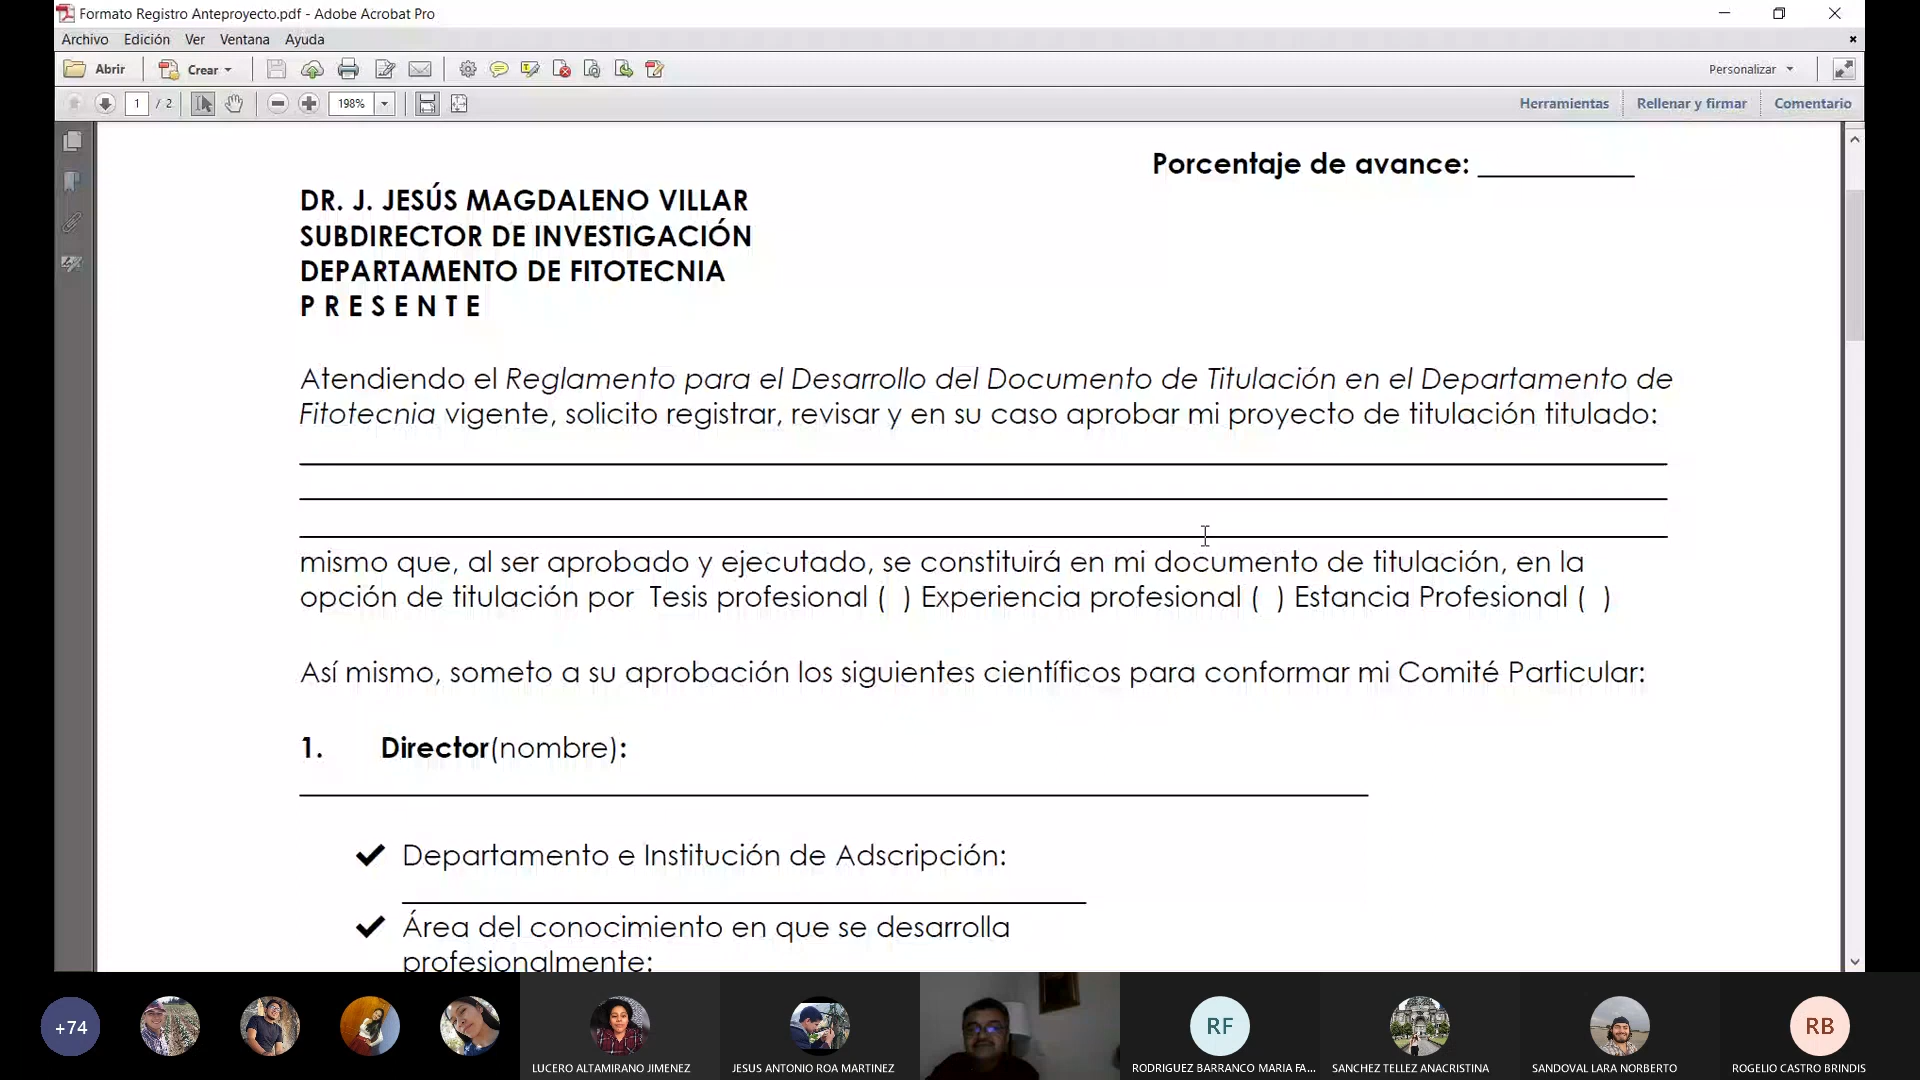 Formato Registro Anteproyecto.pdf - Adobe Acrobat Pro
Archivo Edición Ver Ventana Ayuda
Abrir Crear Personalizar
1 / 2 198% Herramientas Rellenar y firmar Comentario
Porcentaje de avance: ___________
DR. J. JESÚS MAGDALENO VILLAR
SUBDIRECTOR DE INVESTIGACIÓN
DEPARTAMENTO DE FITOTECNIA
P R E S E N T E
Atendiendo el Reglamento para el Desarrollo del Documento de Titulación en el Departamento de
Fitotecnia vigente, solicito registrar, revisar y en su caso aprobar mi proyecto de titulación titulado:
mismo que, al ser aprobado y ejecutado, se constituirá en mi documento de titulación, en la
opción de titulación por Tesis profesional ( ) Experiencia profesional ( ) Estancia Profesional ( )
Así mismo, someto a su aprobación los siguientes científicos para conformar mi Comité Particular:
1. Director(nombre):
✔ Departamento e Institución de Adscripción:
✔ Área del conocimiento en que se desarrolla
profesionalmente:
+74
RF
RB
LUCERO ALTAMIRANO JIMENEZ
JESUS ANTONIO ROA MARTINEZ
RODRIGUEZ BARRANCO MARIA FA...
SANCHEZ TELLEZ ANACRISTINA
SANDOVAL LARA NORBERTO
ROGELIO CASTRO BRINDIS